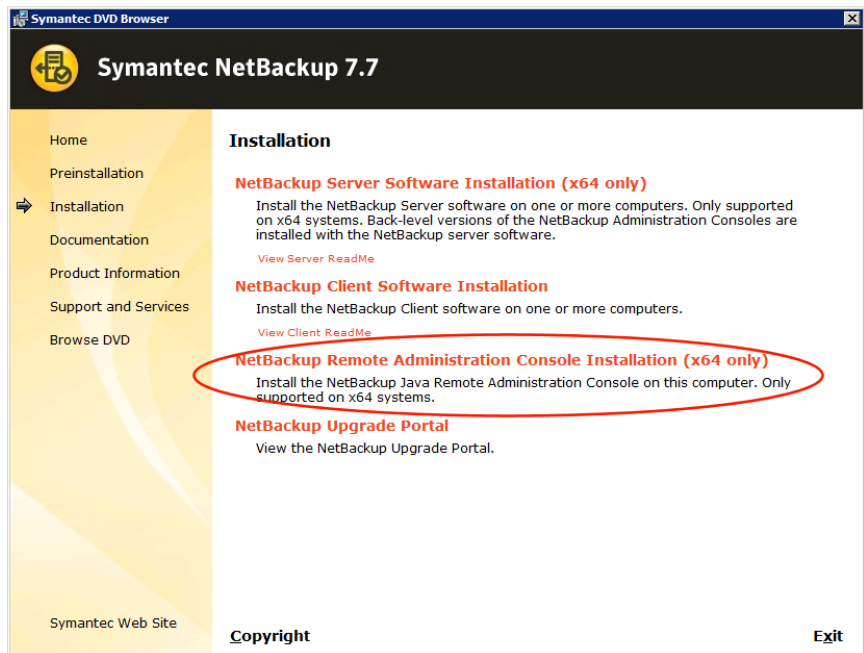 Symantec DVD Browser
Symantec NetBackup 7.7
Home
Preinstallation
Installation
Documentation
Product Information
Support and Services
Browse DVD
Symantec Web Site
Installation
NetBackup Server Software Installation (x64 only)
Install the NetBackup Server software on one or more computers. Only supported
on x64 systems. Back-level versions of the NetBackup Administration Consoles are
installed with the NetBackup server software.
View Server ReadMe
NetBackup Client Software Installation
Install the NetBackup Client software on one or more computers.
View Client ReadMe
NetBackup Remote Administration Console Installation (x64 only)
Install the NetBackup Java Remote Administration Console on this computer. Only
supported on x64 systems.
NetBackup Upgrade Portal
View the NetBackup Upgrade Portal.
Copyright
Exit